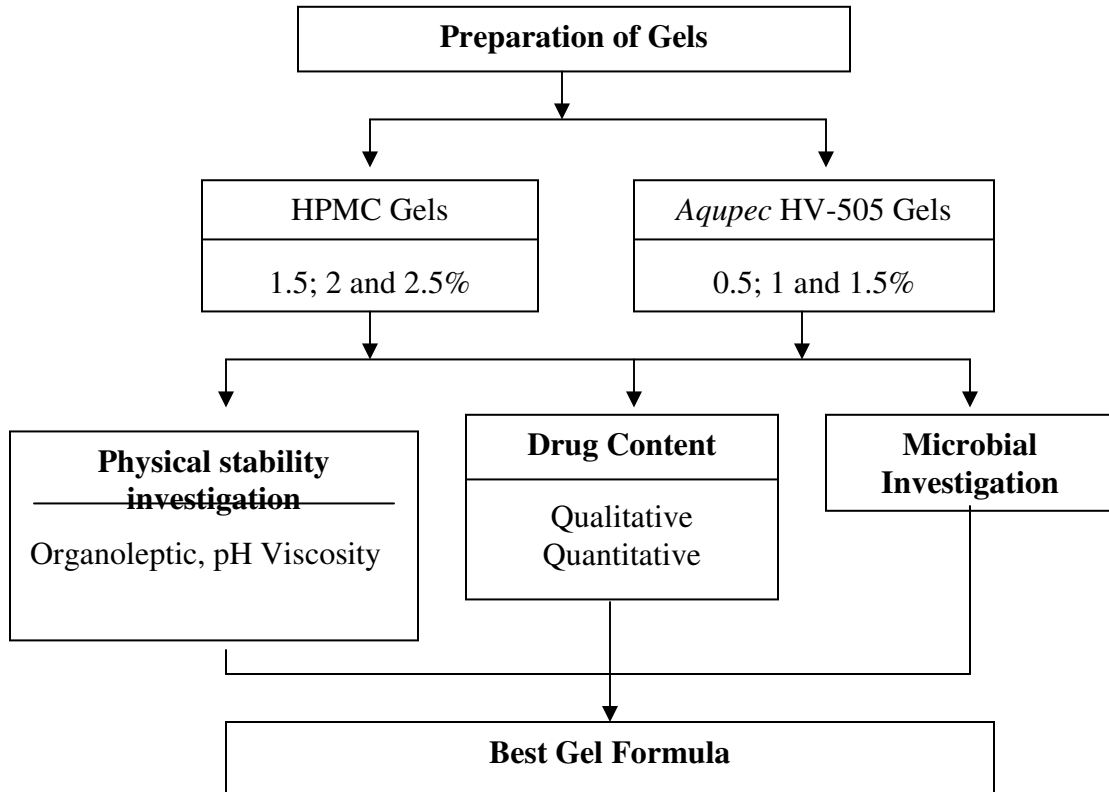 Preparation of Gels
HPMC Gels
1.5; 2 and 2.5%
Aqupec HV-505 Gels
0.5; 1 and 1.5%
Physical stability
investigation
Organoleptic, pH Viscosity
Drug Content
Qualitative
Quantitative
Microbial
Investigation
Best Gel Formula